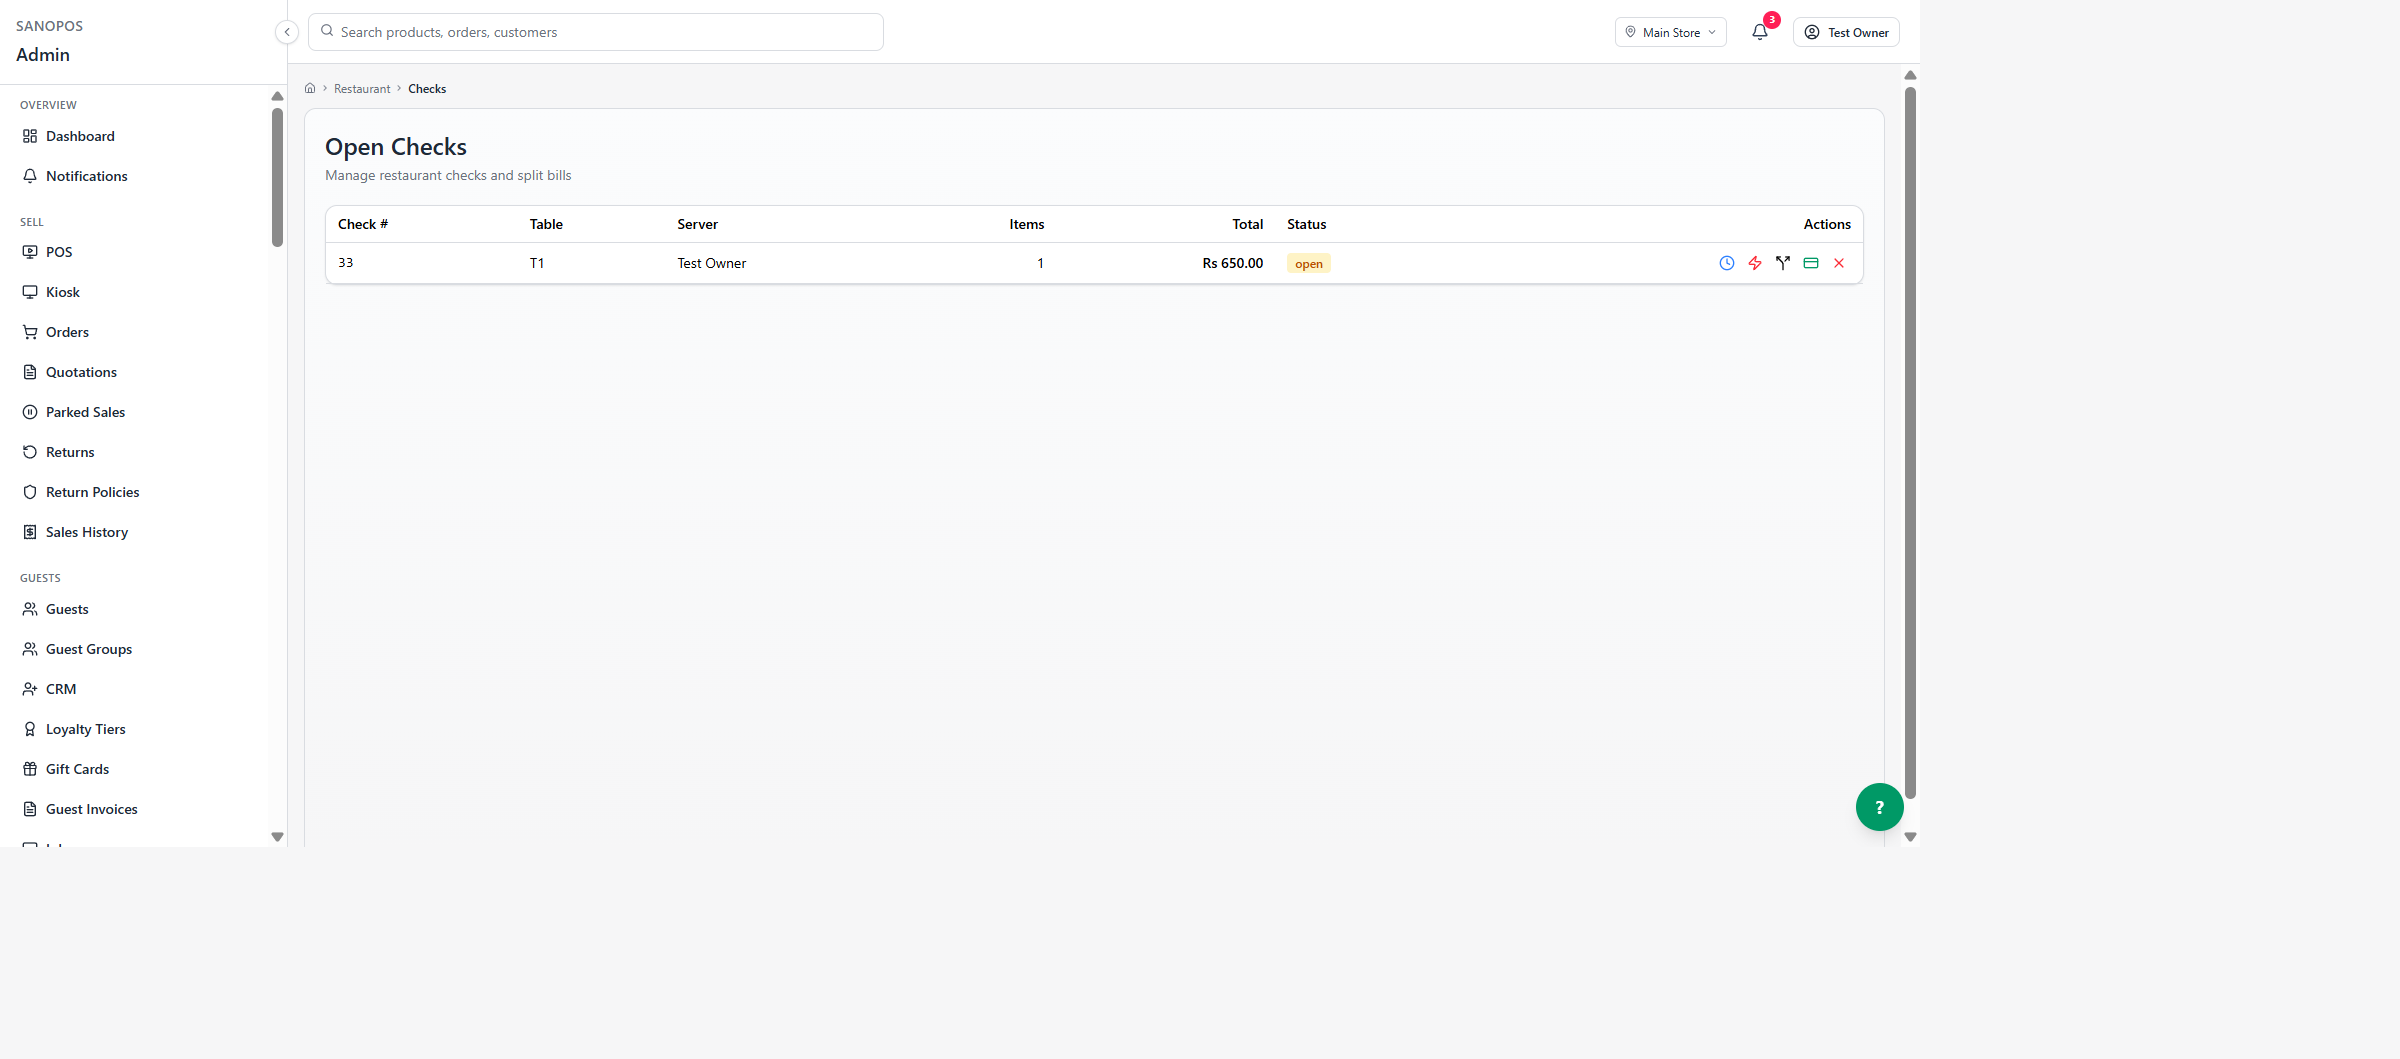 SANOPOS
Admin
Search products, orders, customers
Main Store
3
Test Owner
OVERVIEW
Dashboard
Notifications
SELL
POS
Kiosk
Orders
Quotations
Parked Sales
Returns
Return Policies
Sales History
GUESTS
Guests
Guest Groups
CRM
Loyalty Tiers
Gift Cards
Guest Invoices
Restaurant > Checks
Open Checks
Manage restaurant checks and split bills
Check # Table Server Items Total Status Actions
33 T1 Test Owner 1 Rs 650.00 open
?